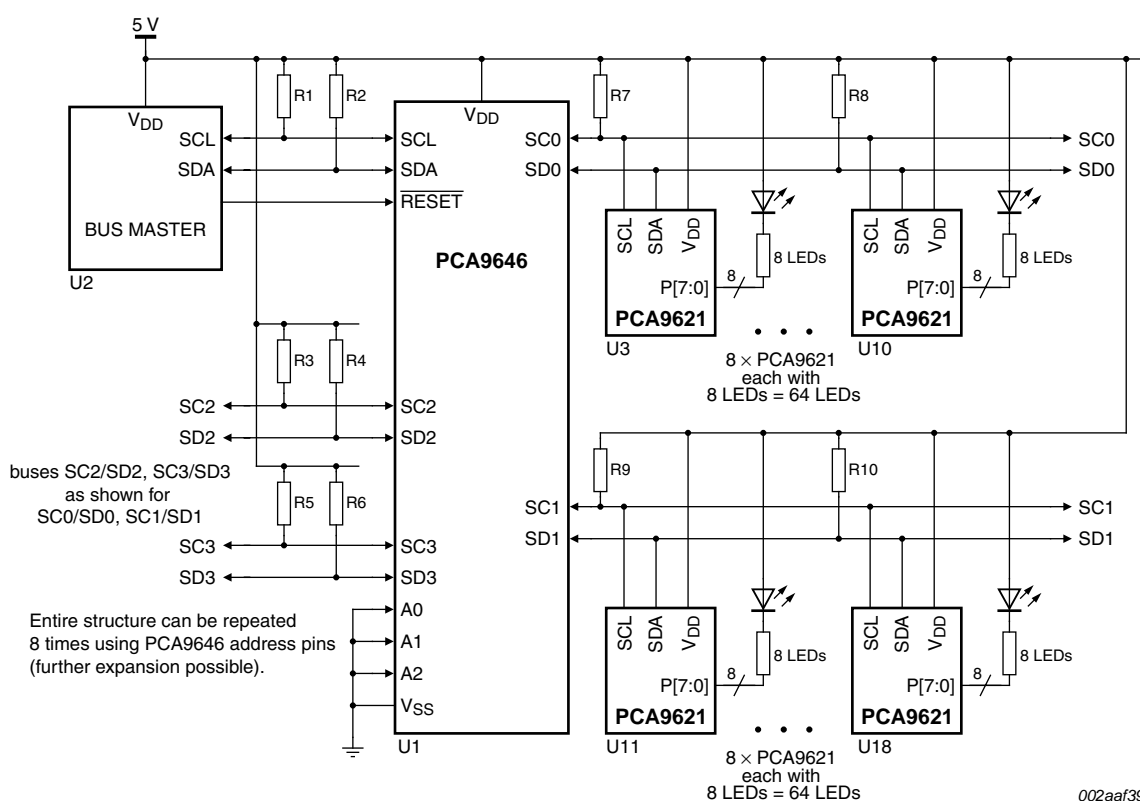 5 V
R1
R2
R7
R8
VDD
SCL
SDA
BUS MASTER
U2
VDD
SCL
SDA
RESET
PCA9646
SC0
SD0
SC0
SD0
SCL
SDA
VDD
P[7:0]
8
8 LEDs
PCA9621
U3
SCL
SDA
VDD
P[7:0]
8
8 LEDs
PCA9621
U10
8 × PCA9621
each with
8 LEDs = 64 LEDs
R3
R4
SC2
SD2
SC2
SD2
buses SC2/SD2, SC3/SD3
as shown for
SC0/SD0, SC1/SD1
R5
R6
SC3
SD3
SC3
SD3
Entire structure can be repeated
8 times using PCA9646 address pins
(further expansion possible).
A0
A1
A2
VSS
U1
R9
R10
SC1
SD1
SC1
SD1
SCL
SDA
VDD
P[7:0]
8
8 LEDs
PCA9621
U11
SCL
SDA
VDD
P[7:0]
8
8 LEDs
PCA9621
U18
8 × PCA9621
each with
8 LEDs = 64 LEDs
002aaf39